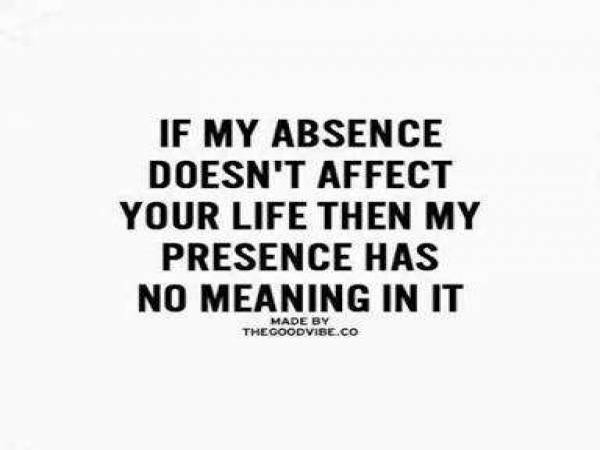 IF MY ABSENCE
DOESN'T AFFECT
YOUR LIFE THEN MY
PRESENCE HAS
NO MEANING IN IT
MADE BY
THEGOODVIBE.CO